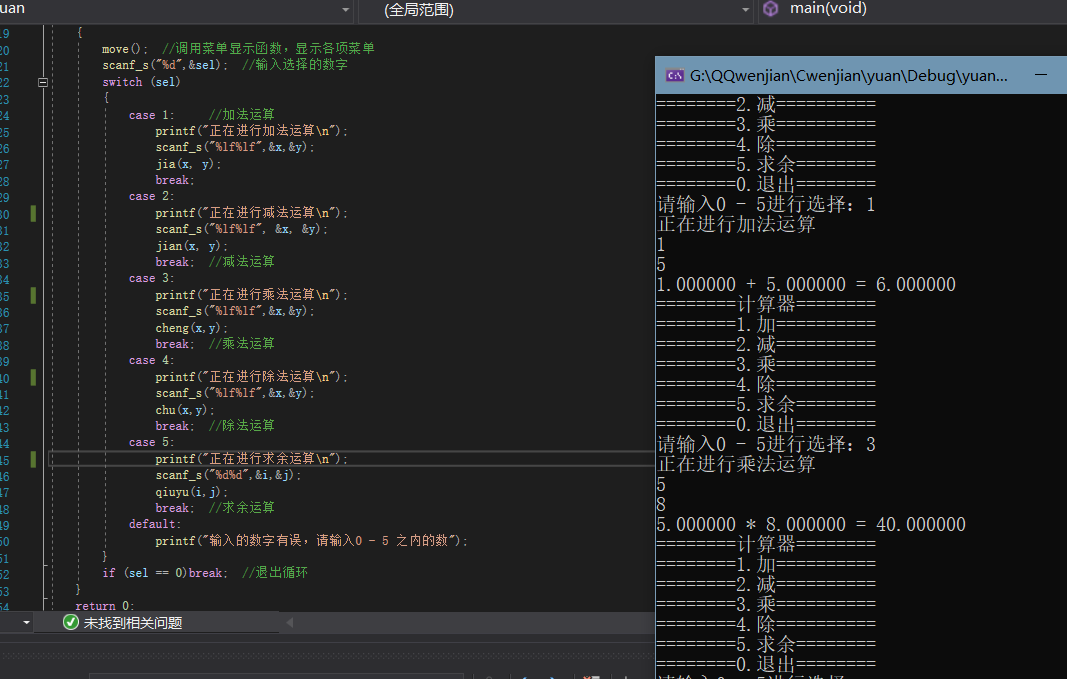 uan
(全局范围)
main(void)
19 {
20 move(); //调用菜单显示函数，显示各项菜单
21 scanf_s("%d",&sel); //输入选择的数字
22 switch (sel)
23 {
24 case 1: //加法运算
25 printf("正在进行加法运算\n");
26 scanf_s("%lf%lf",&x,&y);
27 jia(x, y);
28 break;
29 case 2:
30 printf("正在进行减法运算\n");
31 scanf_s("%lf%lf", &x, &y);
32 jian(x, y);
33 break; //减法运算
34 case 3:
35 printf("正在进行乘法运算\n");
36 scanf_s("%lf%lf",&x,&y);
37 cheng(x,y);
38 break; //乘法运算
39 case 4:
40 printf("正在进行除法运算\n");
41 scanf_s("%lf%lf",&x,&y);
42 chu(x,y);
43 break; //除法运算
44 case 5:
45 printf("正在进行求余运算\n");
46 scanf_s("%d%d",&i,&j);
47 qiuyu(i,j);
48 break; //求余运算
49 default:
50 printf("输入的数字有误，请输入0 - 5 之内的数");
51 }
52 if (sel == 0)break; //退出循环
53 }
54 return 0;
未找到相关问题
G:\QQwenjian\Cwenjian\yuan\Debug\yuan...
========2.减==========
========3.乘==========
========4.除==========
========5.求余========
========0.退出========
请输入0 - 5进行选择：1
正在进行加法运算
1
5
1.000000 + 5.000000 = 6.000000
========计算器========
========1.加==========
========2.减==========
========3.乘==========
========4.除==========
========5.求余========
========0.退出========
请输入0 - 5进行选择：3
正在进行乘法运算
5
8
5.000000 * 8.000000 = 40.000000
========计算器========
========1.加==========
========2.减==========
========3.乘==========
========4.除==========
========5.求余========
========0.退出========
请输入0 - 5进行选择